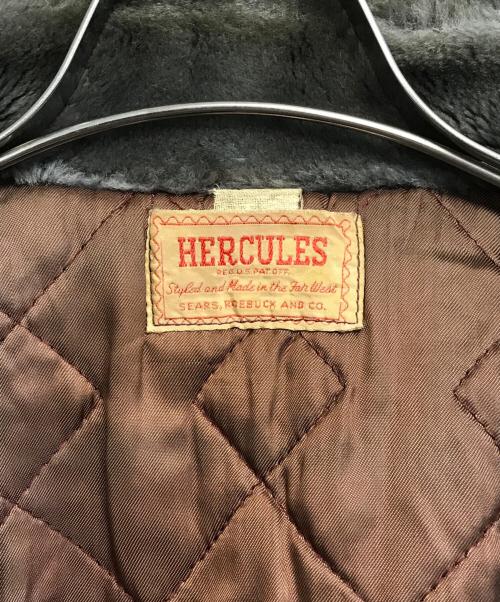 HERCULES
REG.U.S.PAT.OFF.
Styled and Made in the Far West
SEARS, ROEBUCK AND CO.